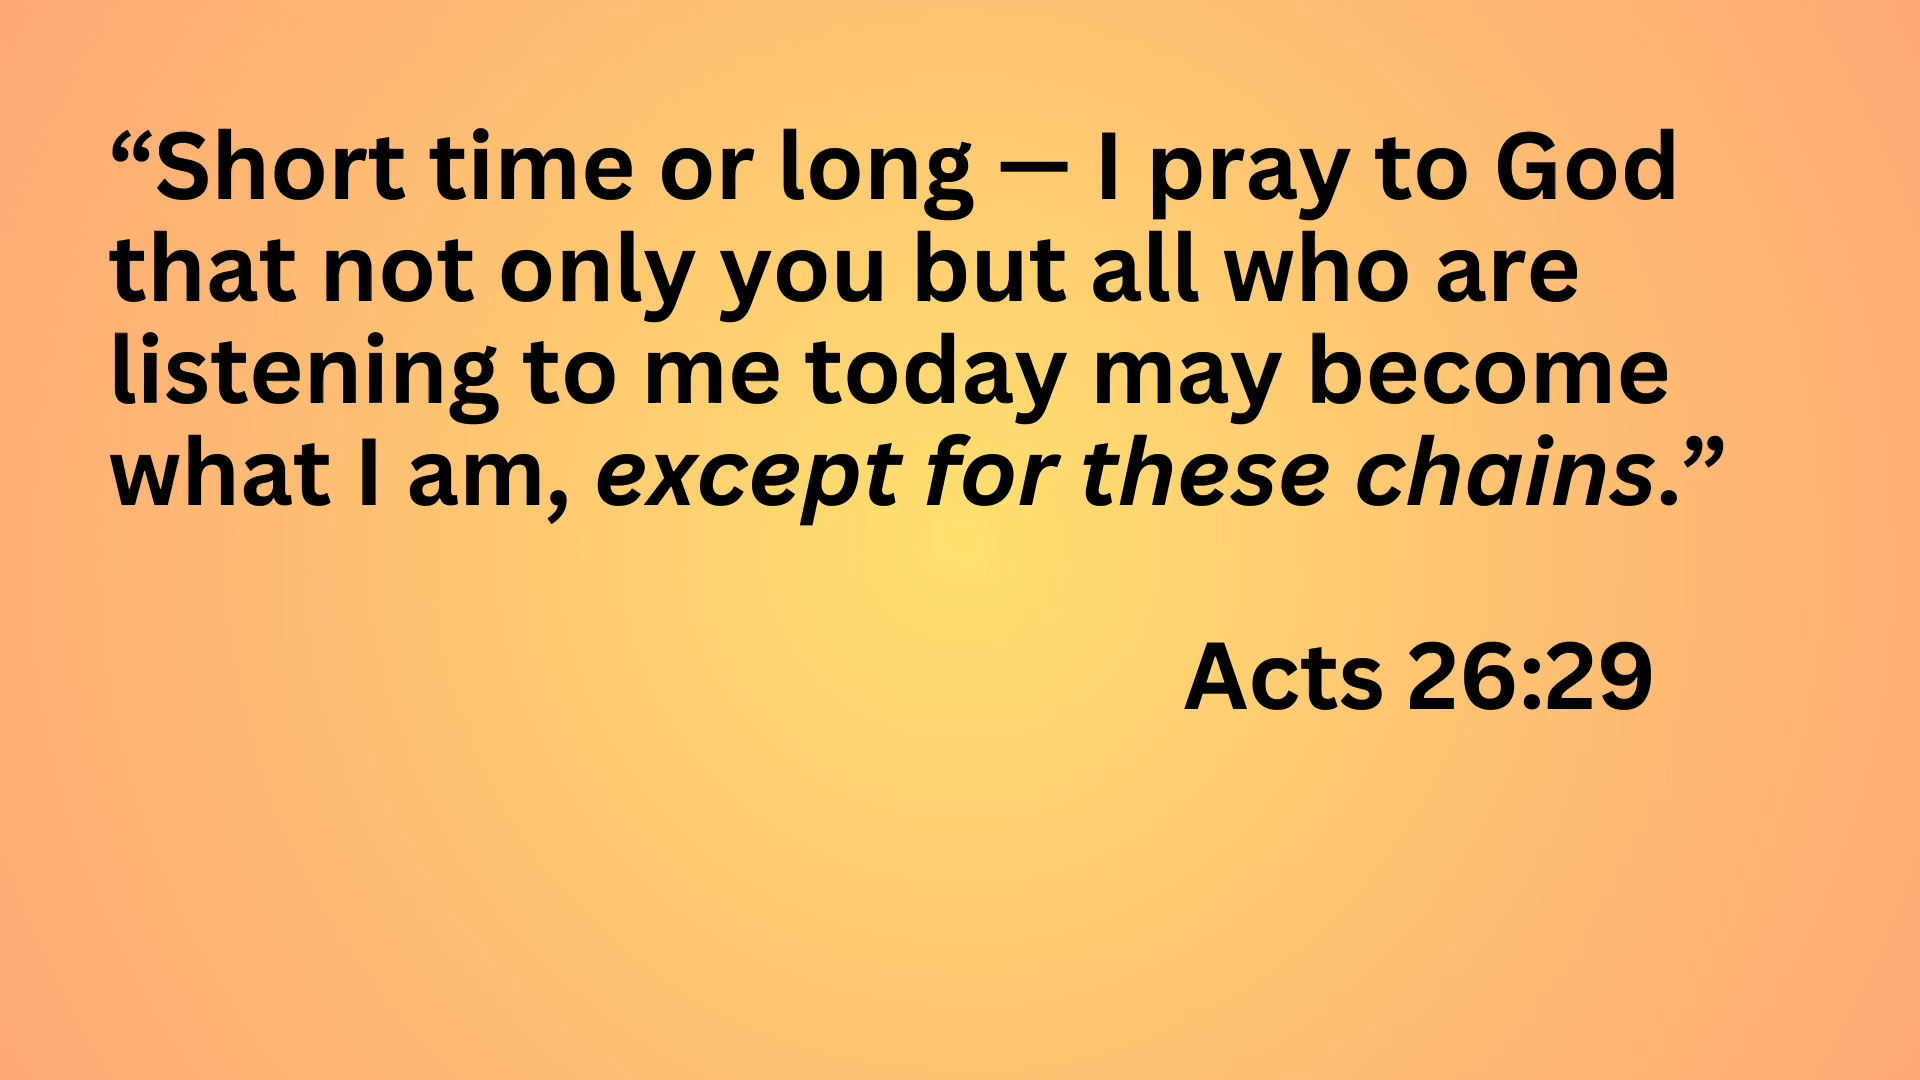 “Short time or long — I pray to God
that not only you but all who are
listening to me today may become
what I am, except for these chains.”
Acts 26:29